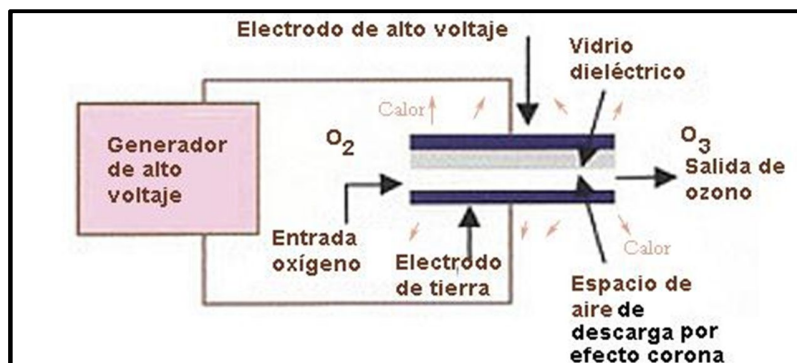 Electrodo de alto voltaje
Vidrio
dieléctrico
Calor
Generador
de alto
voltaje
O2
O3
Salida de
ozono
Entrada
oxígeno
Electrodo
de tierra
Calor
Espacio de
aire de
descarga por
efecto corona